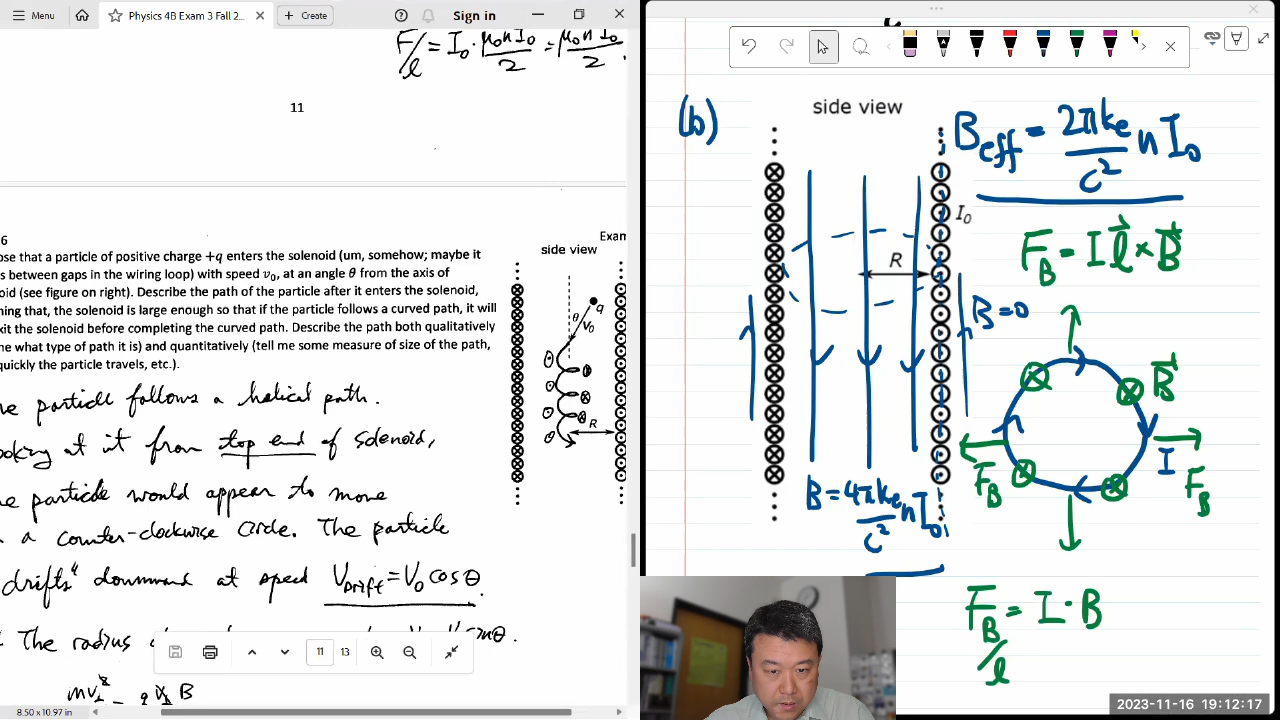 Menu
Physics 4B Exam 3 Fall 2...
Create
Sign in
F/l = I₀ · μ₀nI₀/2 = μ₀nI₀/2
11
6
Exam
ose that a particle of positive charge +q enters the solenoid (um, somehow; maybe it
s between gaps in the wiring loop) with speed v₀, at an angle θ from the axis of
oid (see figure on right). Describe the path of the particle after it enters the solenoid,
ning that, the solenoid is large enough so that if the particle follows a curved path, it will
xit the solenoid before completing the curved path. Describe the path both qualitatively
me what type of path it is) and quantitatively (tell me some measure of size of the path,
quickly the particle travels, etc.).
side view
θ
q
v₀
R
he particle follows a helical path.
ooking at it from top end of solenoid,
he particle would appear to move
a counter-clockwise circle. The particle
drifts" downward at speed V_Drift = V₀ cosθ.
The radius
11
13
8.50 x 10.97 in
(b)
side view
I₀
R
B_eff = 2πke/c² n I₀
F_B = I l⃗ × B⃗
B=0
B⃗
I
F_B
F_B
B = 4πke/c² n I₀
F_B/l = I · B
2023-11-16 19:12:17